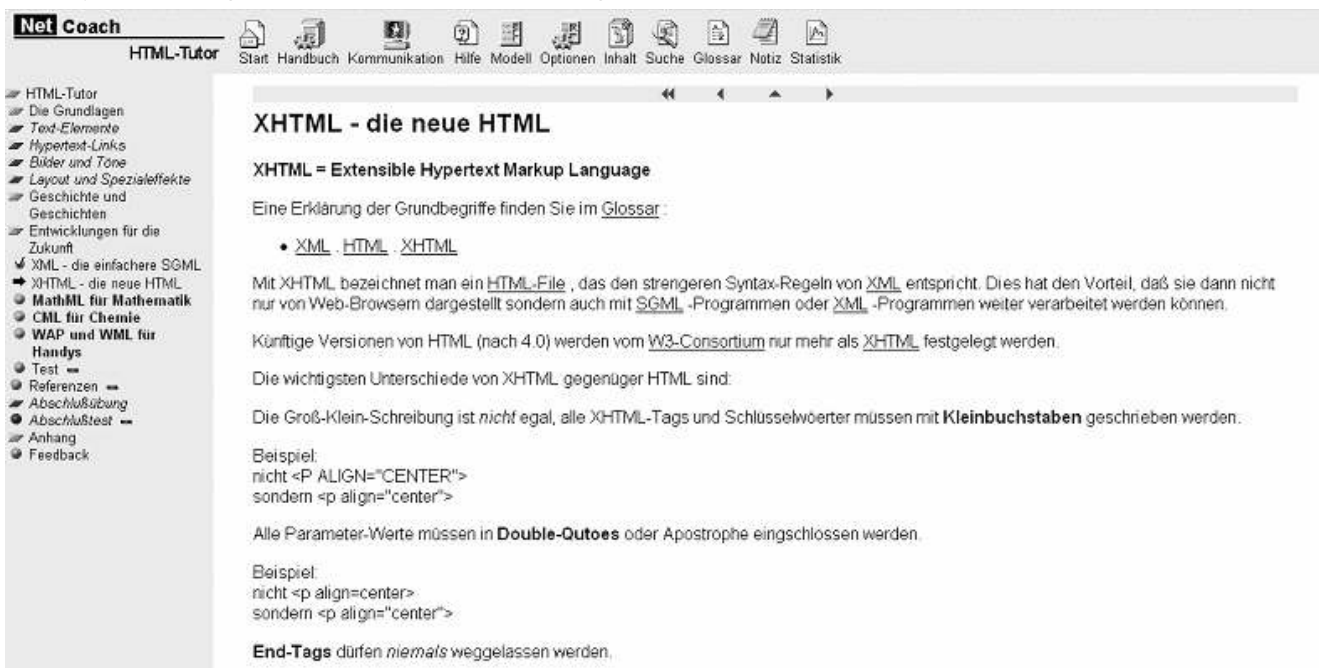 Net Coach
HTML-Tutor
Start Handbuch Kommunikation Hilfe Modell Optionen Inhalt Suche Glossar Notiz Statistik
HTML-Tutor
Die Grundlagen
Text-Elemente
Hypertext-Links
Bilder und Töne
Layout und Spezialeffekte
Geschichte und
Geschichten
Entwicklungen für die
Zukunft
XML - die einfachere SGML
XHTML - die neue HTML
MathML für Mathematik
CML für Chemie
WAP und WML für
Handys
Test
Referenzen
Abschlußübung
Abschlußtest
Anhang
Feedback
XHTML - die neue HTML
XHTML = Extensible Hypertext Markup Language
Eine Erklärung der Grundbegriffe finden Sie im Glossar :
• XML . HTML . XHTML
Mit XHTML bezeichnet man ein HTML-File , das den strengeren Syntax-Regeln von XML entspricht. Dies hat den Vorteil, daß sie dann nicht
nur von Web-Browsern dargestellt sondern auch mit SGML -Programmen oder XML -Programmen weiter verarbeitet werden können.
Künftige Versionen von HTML (nach 4.0) werden vom W3-Consortium nur mehr als XHTML festgelegt werden.
Die wichtigsten Unterschiede von XHTML gegenüger HTML sind:
Die Groß-Klein-Schreibung ist nicht egal, alle XHTML-Tags und Schlüsselwöerter müssen mit Kleinbuchstaben geschrieben werden.
Beispiel:
nicht <P ALIGN="CENTER">
sondern <p align="center">
Alle Parameter-Werte müssen in Double-Qutoes oder Apostrophe eingschlossen werden.
Beispiel:
nicht <p align=center>
sondern <p align="center">
End-Tags dürfen niemals weggelassen werden.